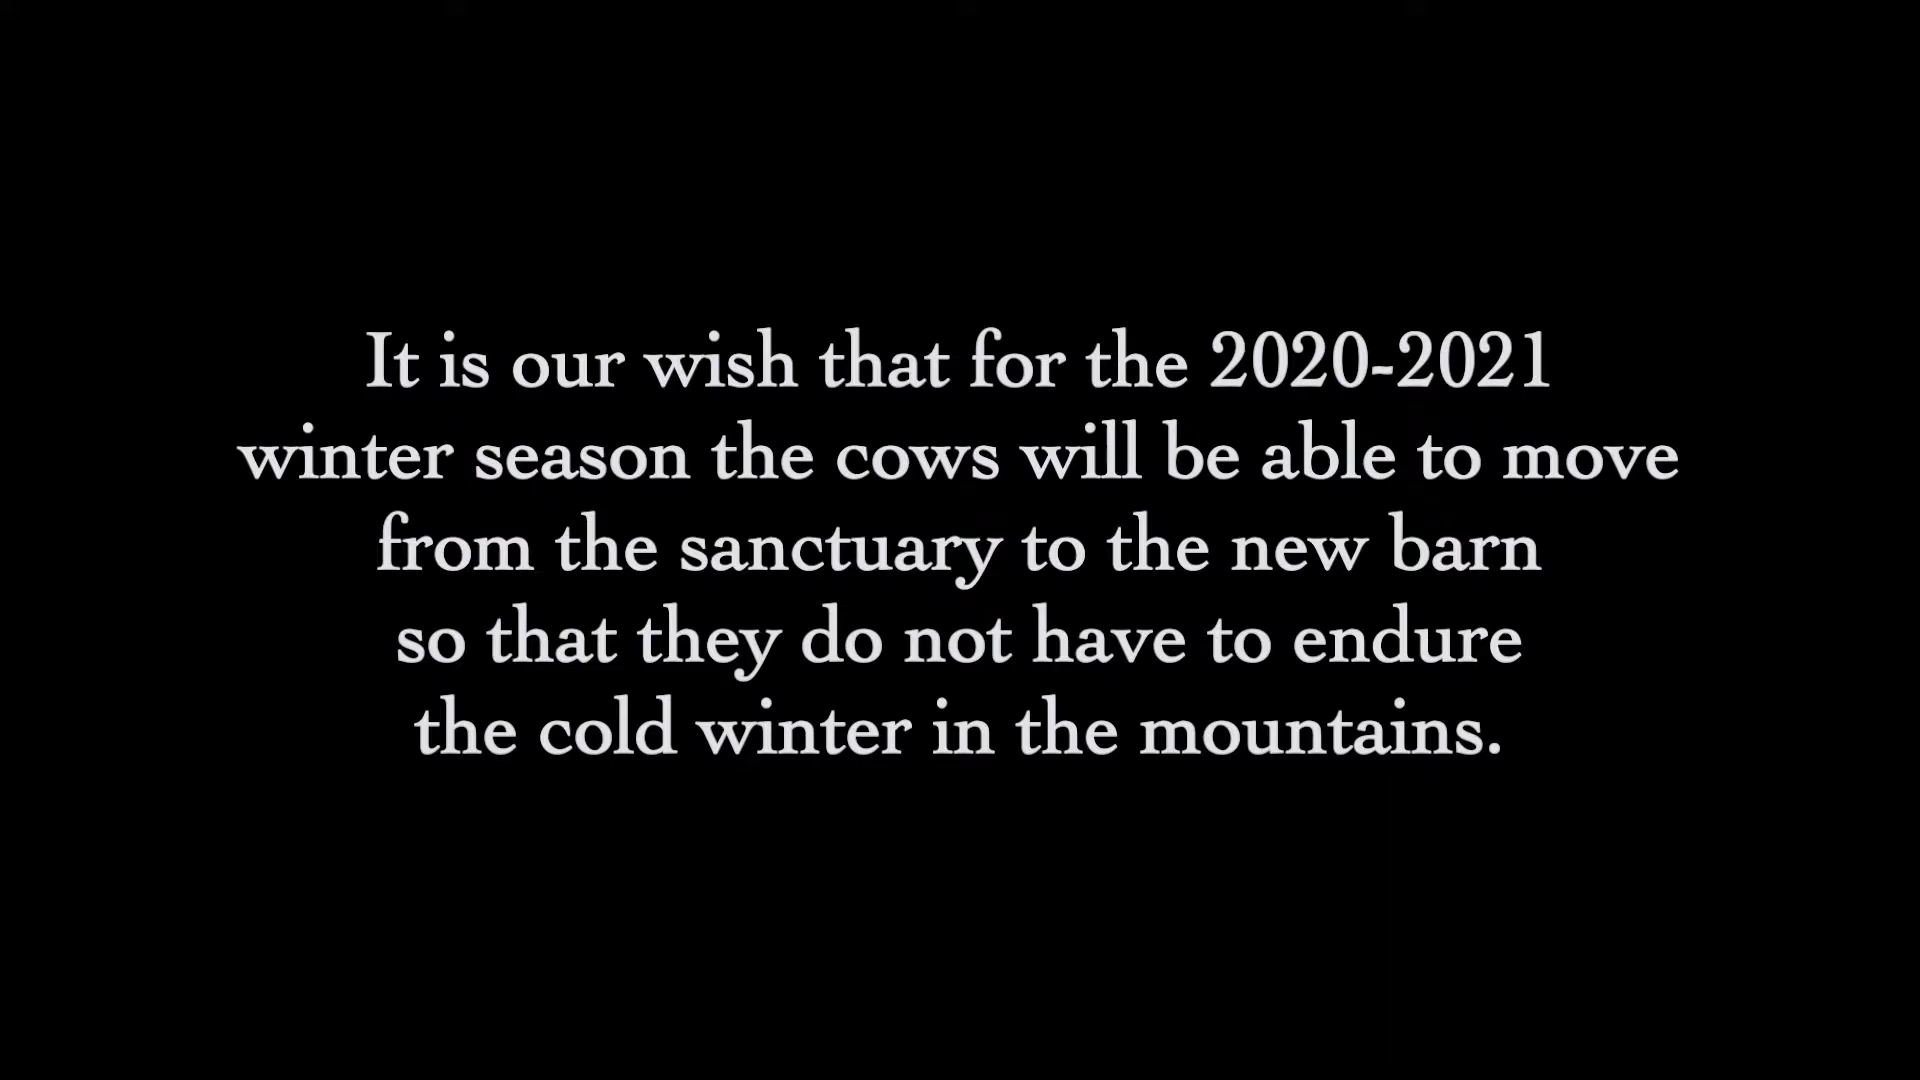 It is our wish that for the 2020-2021
winter season the cows will be able to move
from the sanctuary to the new barn
so that they do not have to endure
the cold winter in the mountains.